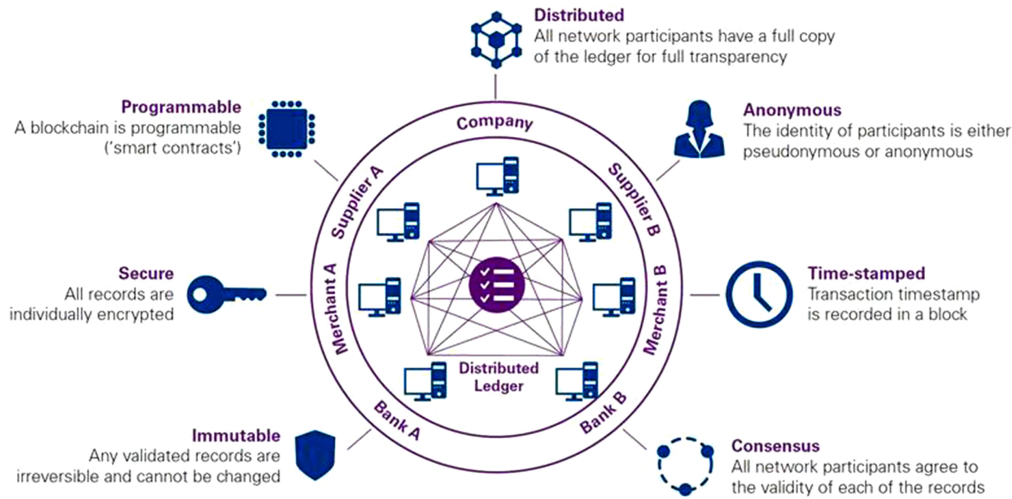 Distributed
All network participants have a full copy
of the ledger for full transparency
Programmable
A blockchain is programmable
('smart contracts')
Anonymous
The identity of participants is either
pseudonymous or anonymous
Company
Supplier A
Supplier B
Merchant A
Merchant B
Bank A
Bank B
Distributed
Ledger
Secure
All records are
individually encrypted
Time-stamped
Transaction timestamp
is recorded in a block
Immutable
Any validated records are
irreversible and cannot be changed
Consensus
All network participants agree to
the validity of each of the records